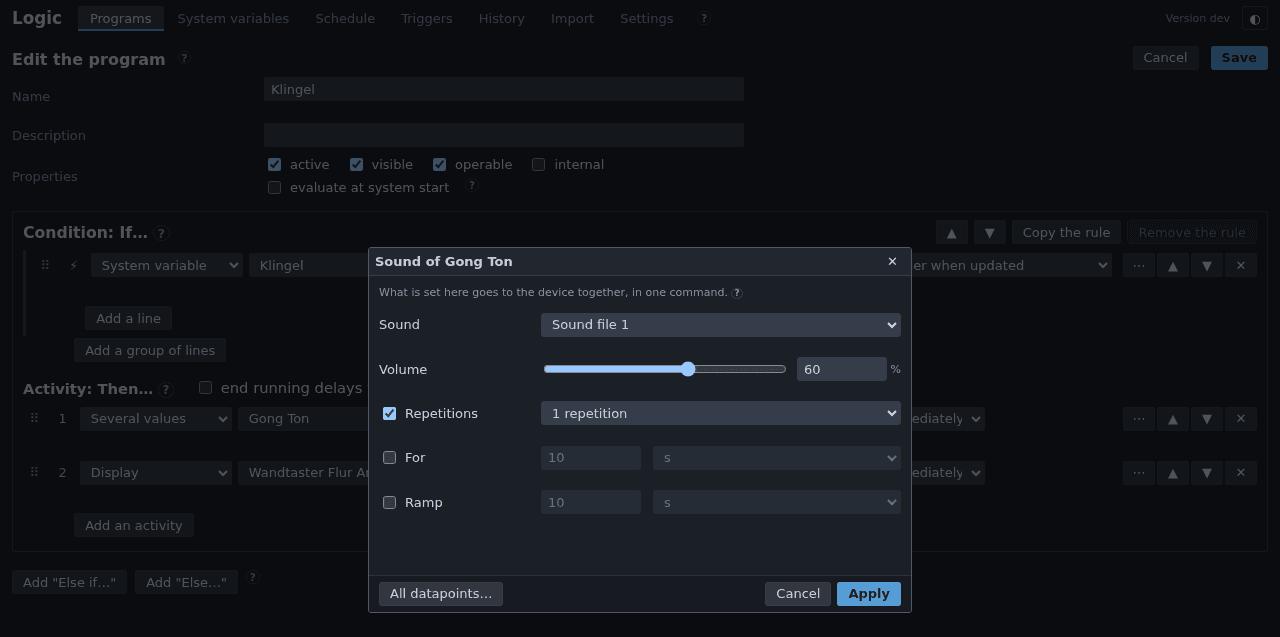 Logic Programs System variables Schedule Triggers History Import Settings ? Version dev
Edit the program ? Cancel Save
Name Klingel
Description
Properties active visible operable internal
evaluate at system start ?
Condition: If... ? ▲ ▼ Copy the rule Remove the rule
System variable Klingel er when updated ... ▲ ▼ ✕
Add a line
Add a group of lines
Activity: Then... ? end running delays
1 Several values Gong Ton ediately ... ▲ ▼ ✕
2 Display Wandtaster Flur ediately ... ▲ ▼ ✕
Add an activity
Add "Else if..." Add "Else..." ?
Sound of Gong Ton ✕
What is set here goes to the device together, in one command. ?
Sound Sound file 1
Volume 60 %
Repetitions 1 repetition
For 10 s
Ramp 10 s
All datapoints... Cancel Apply